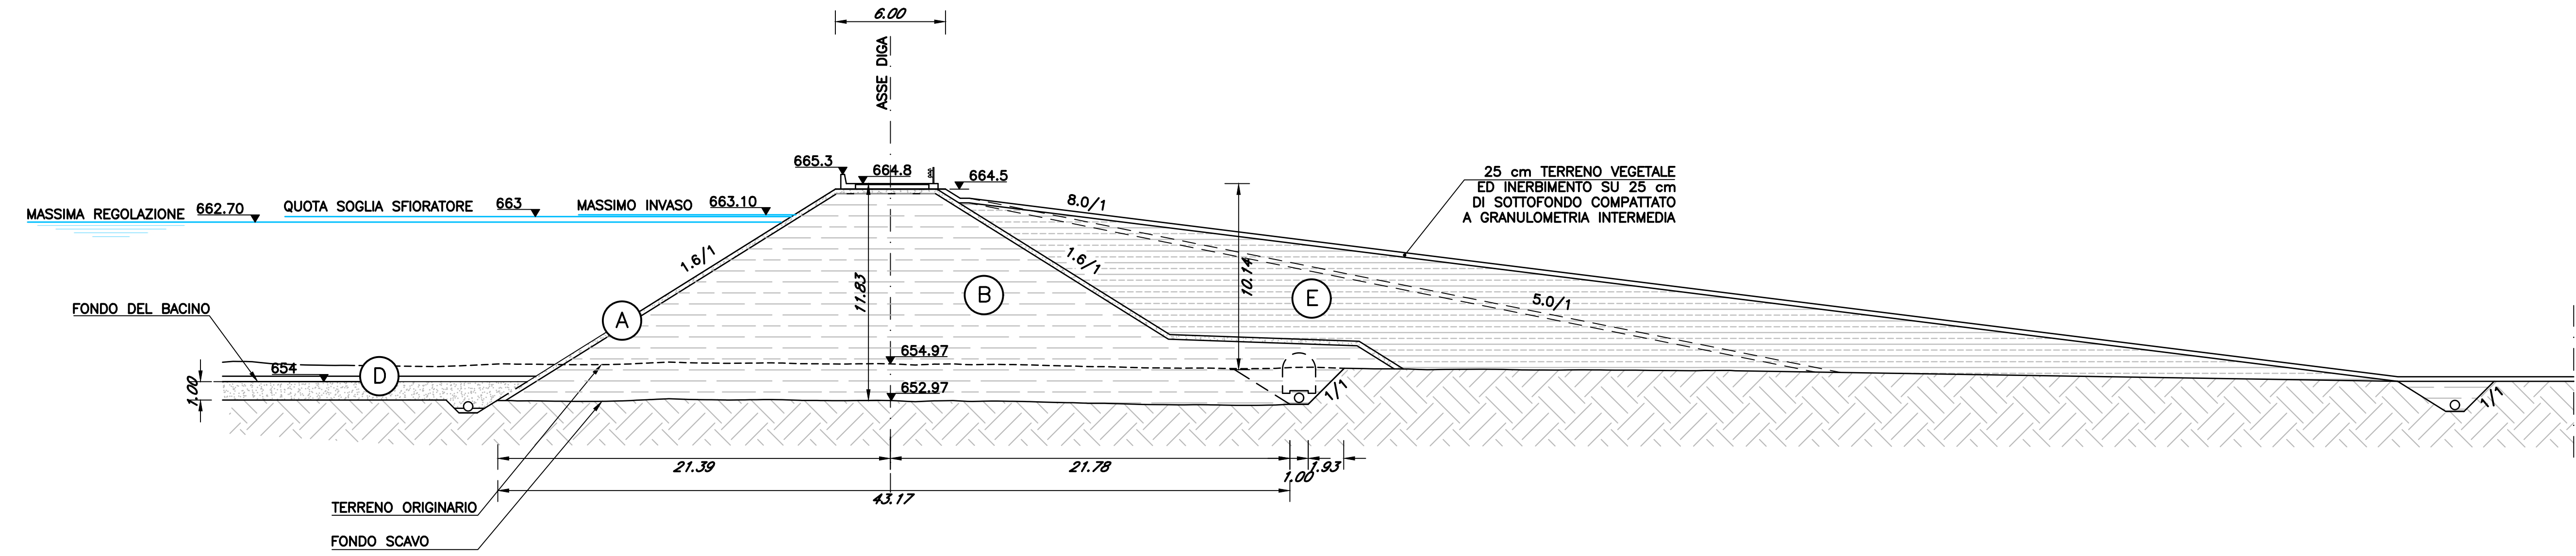 6.00
ASSE DIGA
665.3
664.8
664.5
25 cm TERRENO VEGETALE
ED INERBIMENTO SU 25 cm
DI SOTTOFONDO COMPATTATO
A GRANULOMETRIA INTERMEDIA
MASSIMA REGOLAZIONE 662.70
QUOTA SOGLIA SFIORATORE 663
MASSIMO INVASO 663.10
8.0/1
1.6/1
1.6/1
11.83
10.14
B
E
5.0/1
A
FONDO DEL BACINO
654.97
654
D
1.00
652.97
1/1
1/1
21.39
21.78
1.00
1.93
43.17
TERRENO ORIGINARIO
FONDO SCAVO